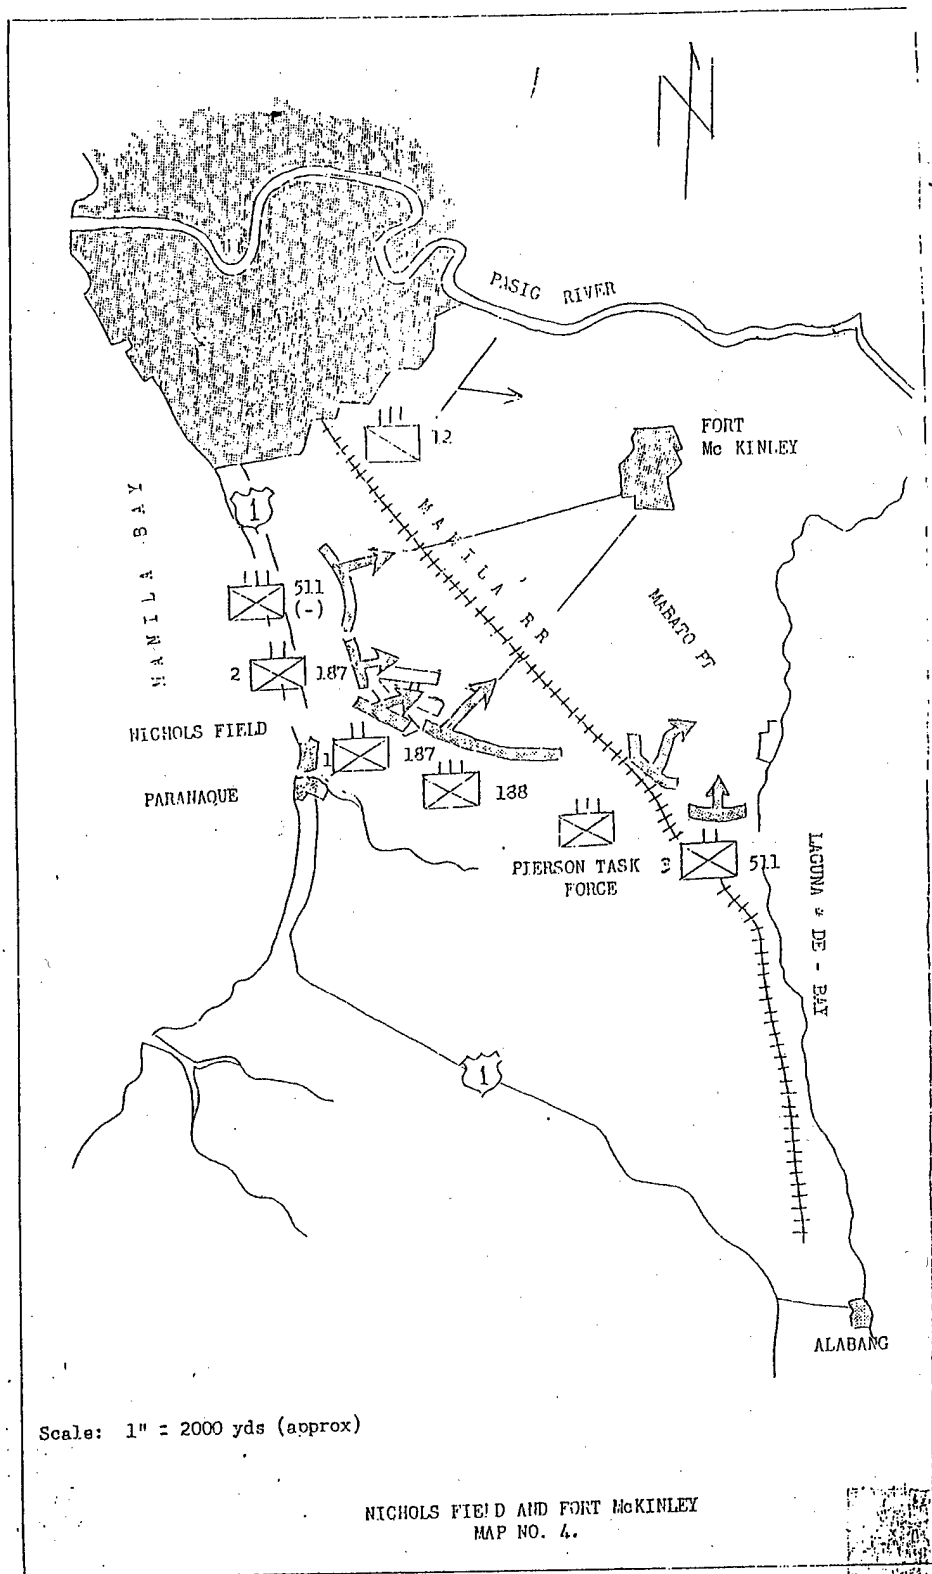 N
PASIG RIVER
12
FORT
Mc KINLEY
MANILA BAY
1
MANILA RR
511
(-)
MABATO PT
2 187
NICHOLS FIELD
1 187
PARANAQUE
188
PIERSON TASK
FORCE
3 511
LAGUNA * DE - BAY
1
ALABANG
Scale: 1" = 2000 yds (approx)
NICHOLS FIELD AND FORT McKINLEY
MAP NO. 4.